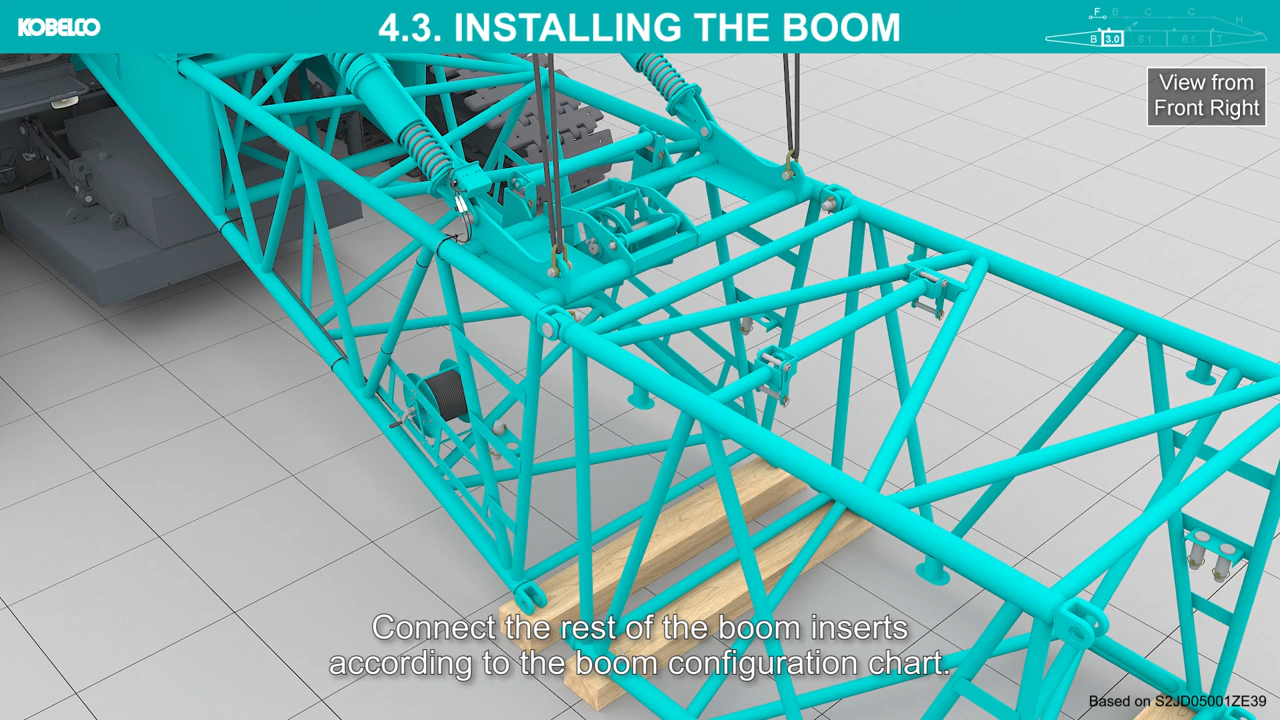 KOBELCO
4.3. INSTALLING THE BOOM
F B C C H
B 3.0 6.1 6.1 T
View from
Front Right
Connect the rest of the boom inserts
according to the boom configuration chart.
Based on S2JD05001ZE39